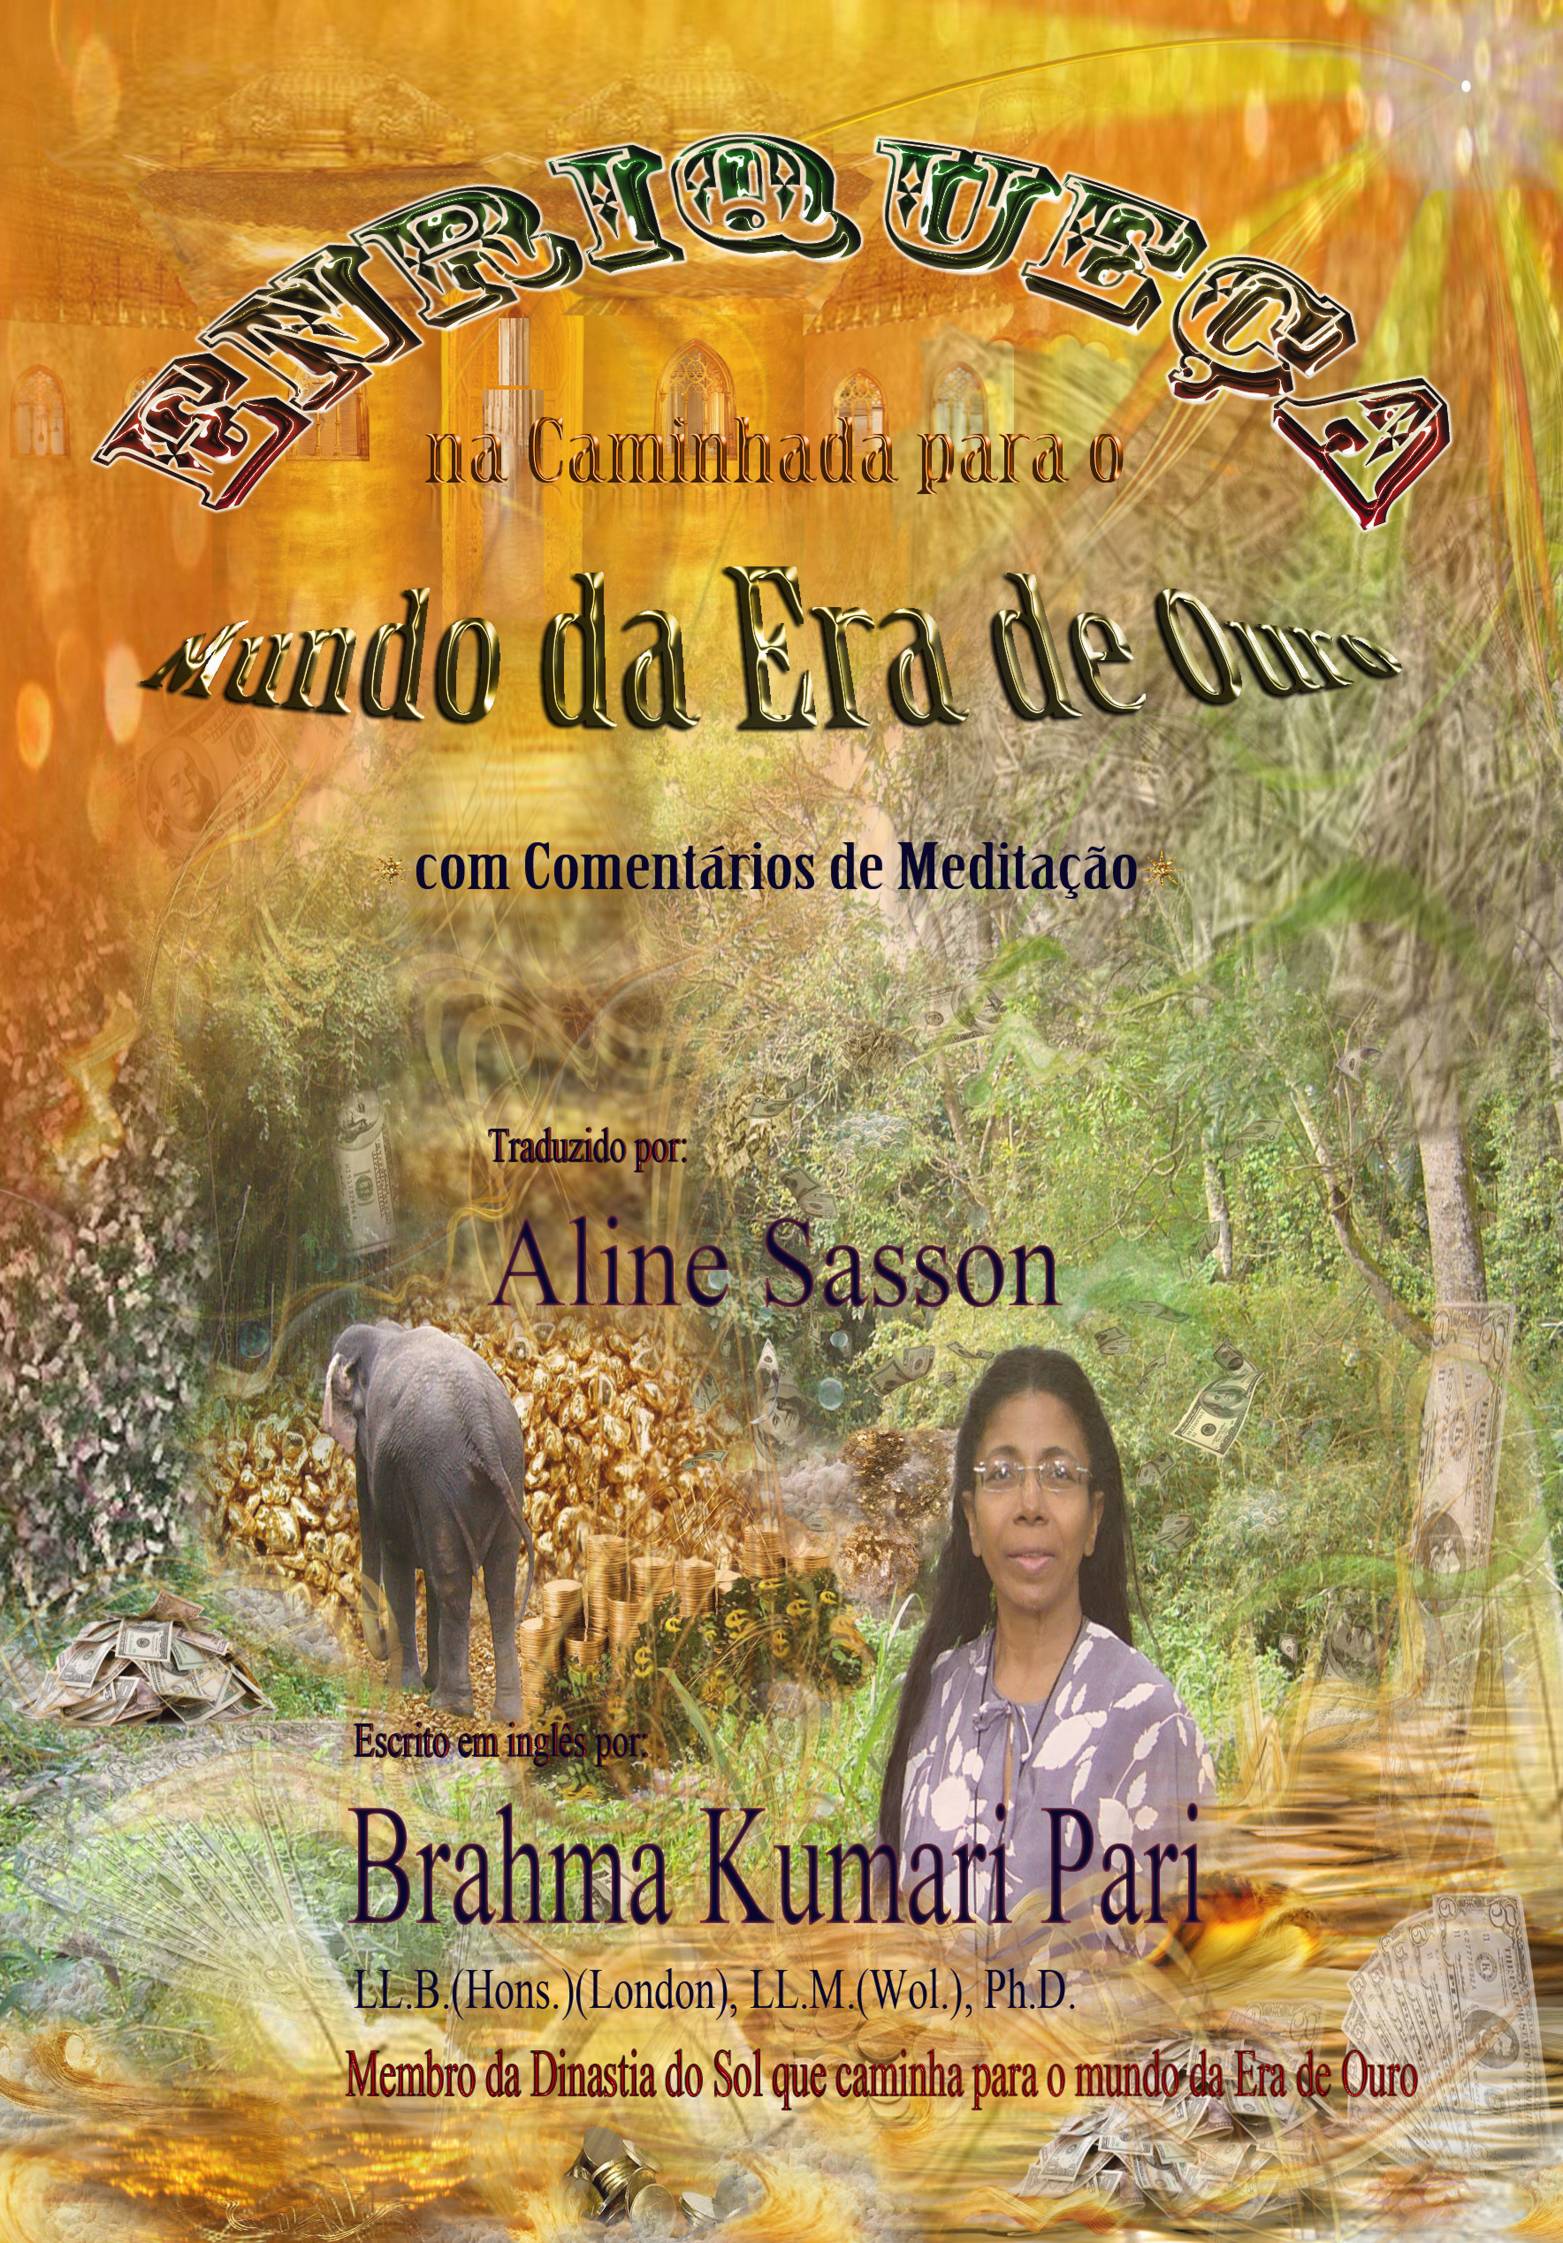 ENRIQUEÇA
na Caminhada para o
Mundo da Era de Ouro
com Comentários de Meditação
Traduzido por:
Aline Sasson
Escrito em inglês por:
Brahma Kumari Pari
LL.B.(Hons.)(London), LL.M.(Wol.), Ph.D.
Membro da Dinastia do Sol que caminha para o mundo da Era de Ouro